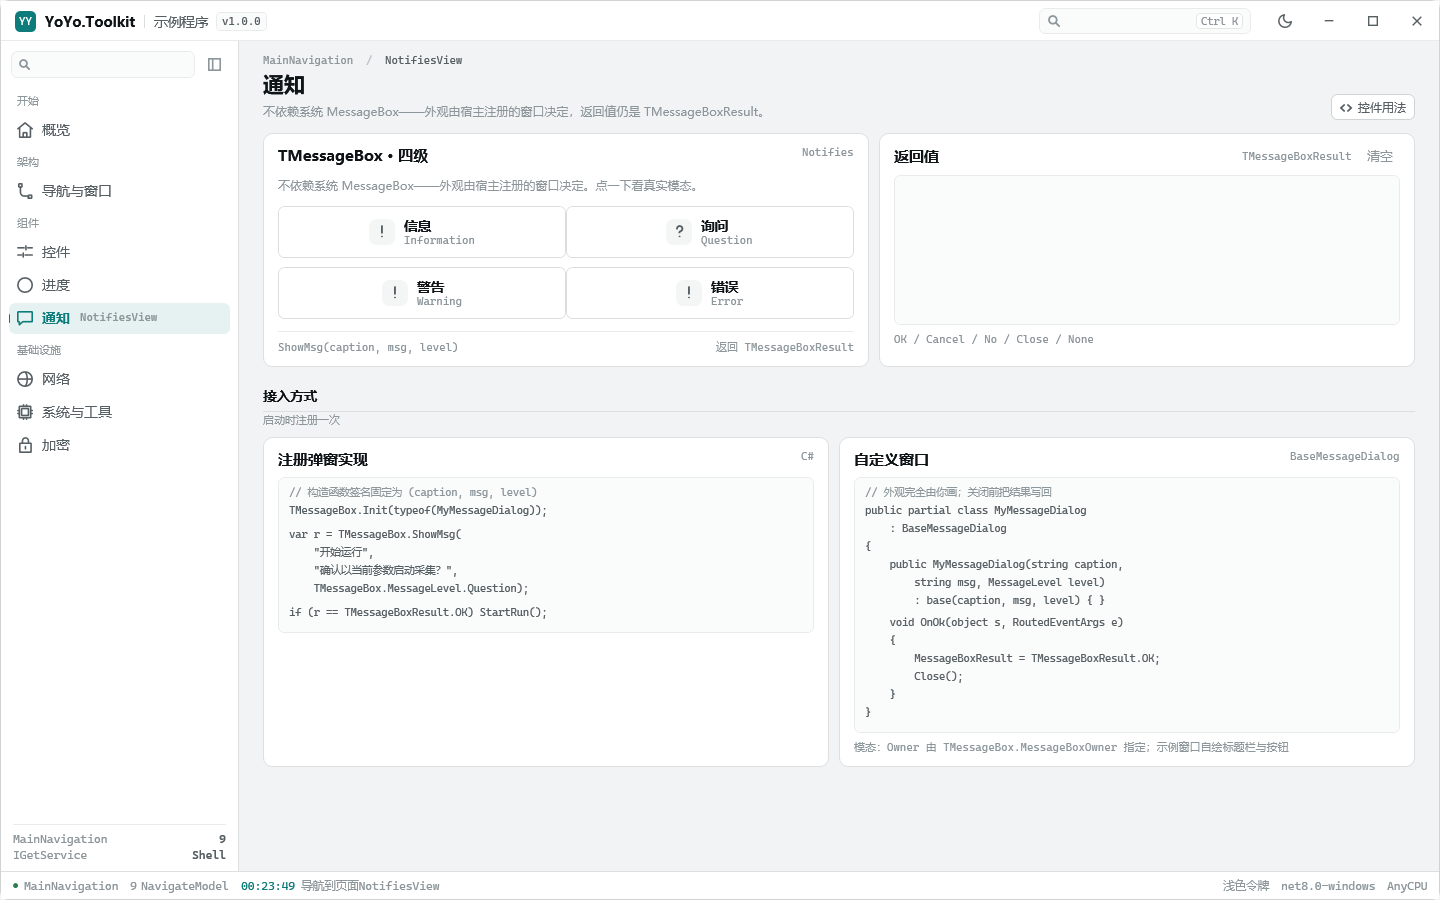 YY YoYo.Toolkit 示例程序 v1.0.0 Ctrl K
开始
概览
架构
导航与窗口
组件
控件
进度
通知 NotifiesView
基础设施
网络
系统与工具
加密
MainNavigation 9
IGetService Shell
MainNavigation / NotifiesView
通知
不依赖系统 MessageBox——外观由宿主注册的窗口决定，返回值仍是 TMessageBoxResult。
控件用法
TMessageBox • 四级 Notifies
不依赖系统 MessageBox——外观由宿主注册的窗口决定。点一下看真实模态。
! 信息
Information
? 询问
Question
! 警告
Warning
! 错误
Error
ShowMsg(caption, msg, level) 返回 TMessageBoxResult
返回值 TMessageBoxResult 清空
OK / Cancel / No / Close / None
接入方式
启动时注册一次
注册弹窗实现 C#
// 构造函数签名固定为 (caption, msg, level)
TMessageBox.Init(typeof(MyMessageDialog));
var r = TMessageBox.ShowMsg(
"开始运行",
"确认以当前参数启动采集？",
TMessageBox.MessageLevel.Question);
if (r == TMessageBoxResult.OK) StartRun();
自定义窗口 BaseMessageDialog
// 外观完全由你画；关闭前把结果写回
public partial class MyMessageDialog
: BaseMessageDialog
{
public MyMessageDialog(string caption,
string msg, MessageLevel level)
: base(caption, msg, level) { }
void OnOk(object s, RoutedEventArgs e)
{
MessageBoxResult = TMessageBoxResult.OK;
Close();
}
}
模态：Owner 由 TMessageBox.MessageBoxOwner 指定；示例窗口自绘标题栏与按钮
MainNavigation 9 NavigateModel 00:23:49 导航到页面NotifiesView 浅色令牌 net8.0-windows AnyCPU